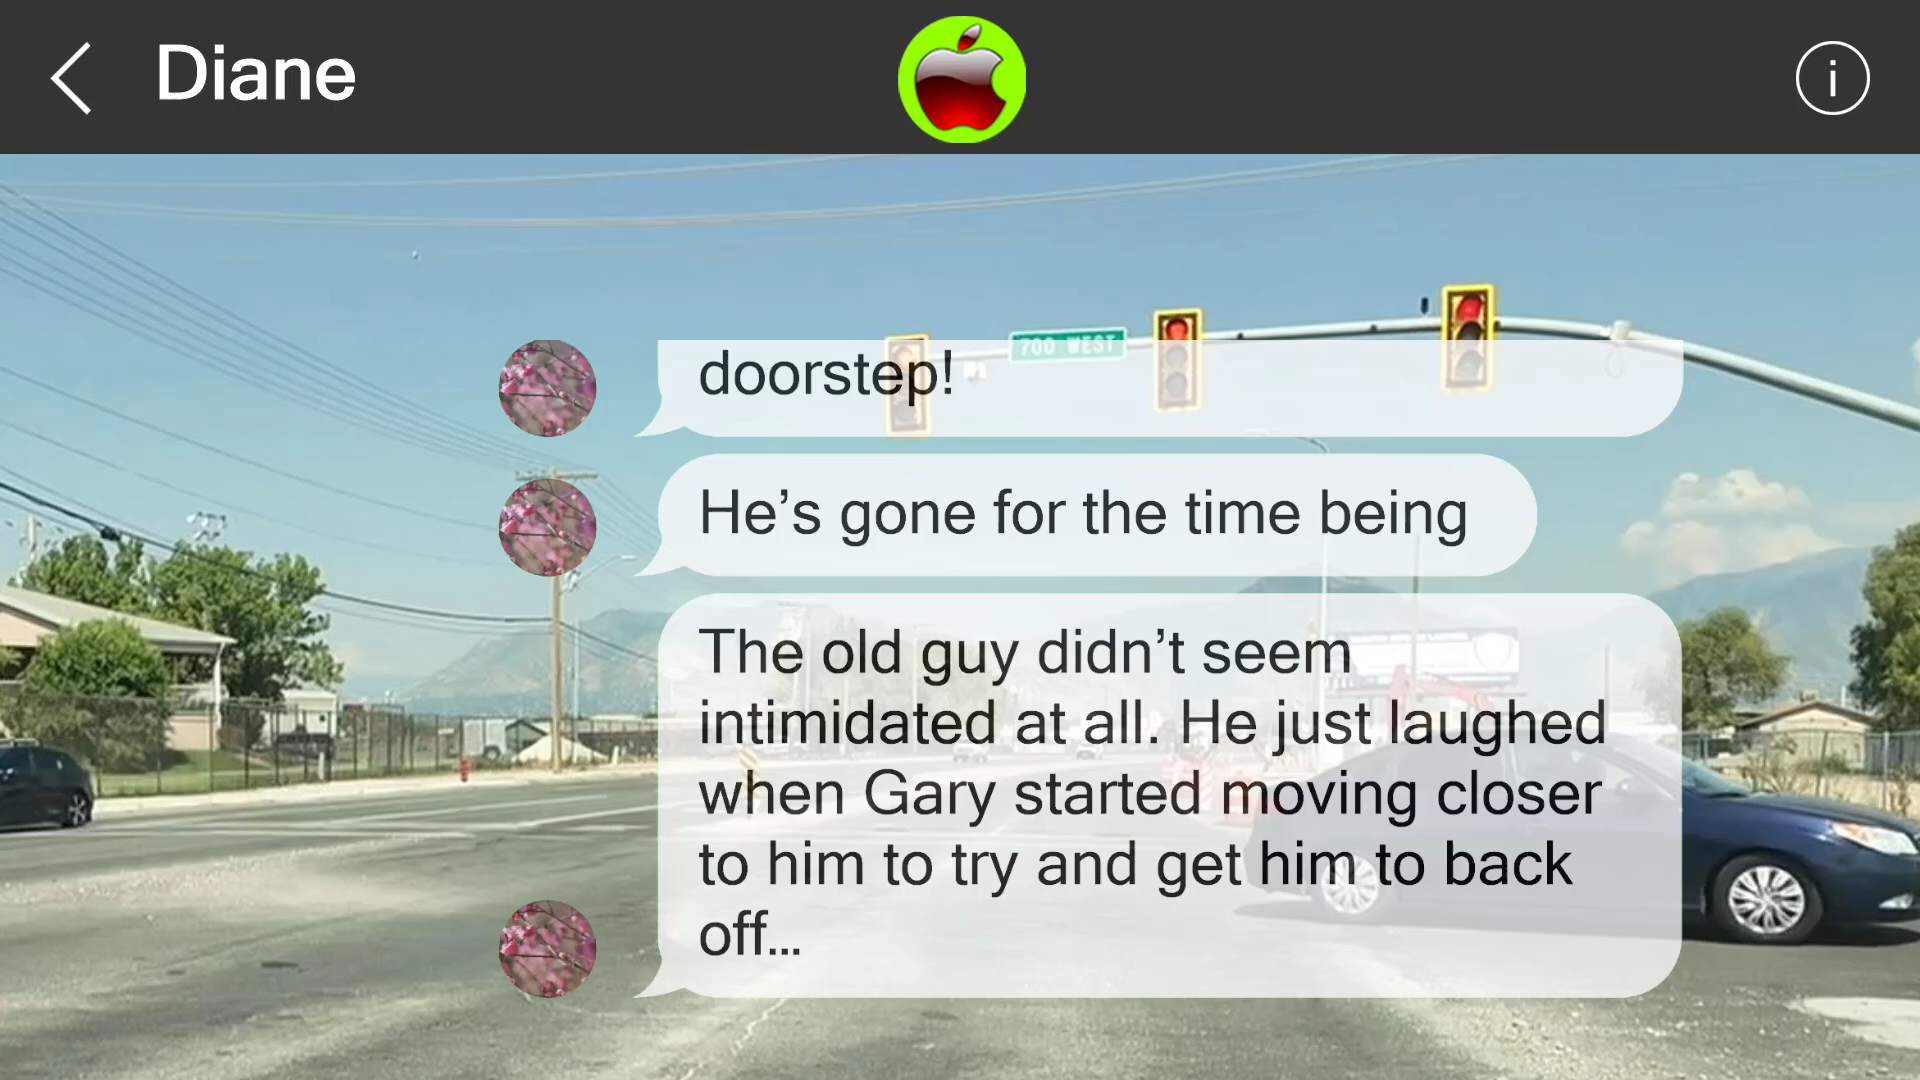 Diane
i
700 WEST
doorstep!
He’s gone for the time being
The old guy didn’t seem
intimidated at all. He just laughed
when Gary started moving closer
to him to try and get him to back
off...